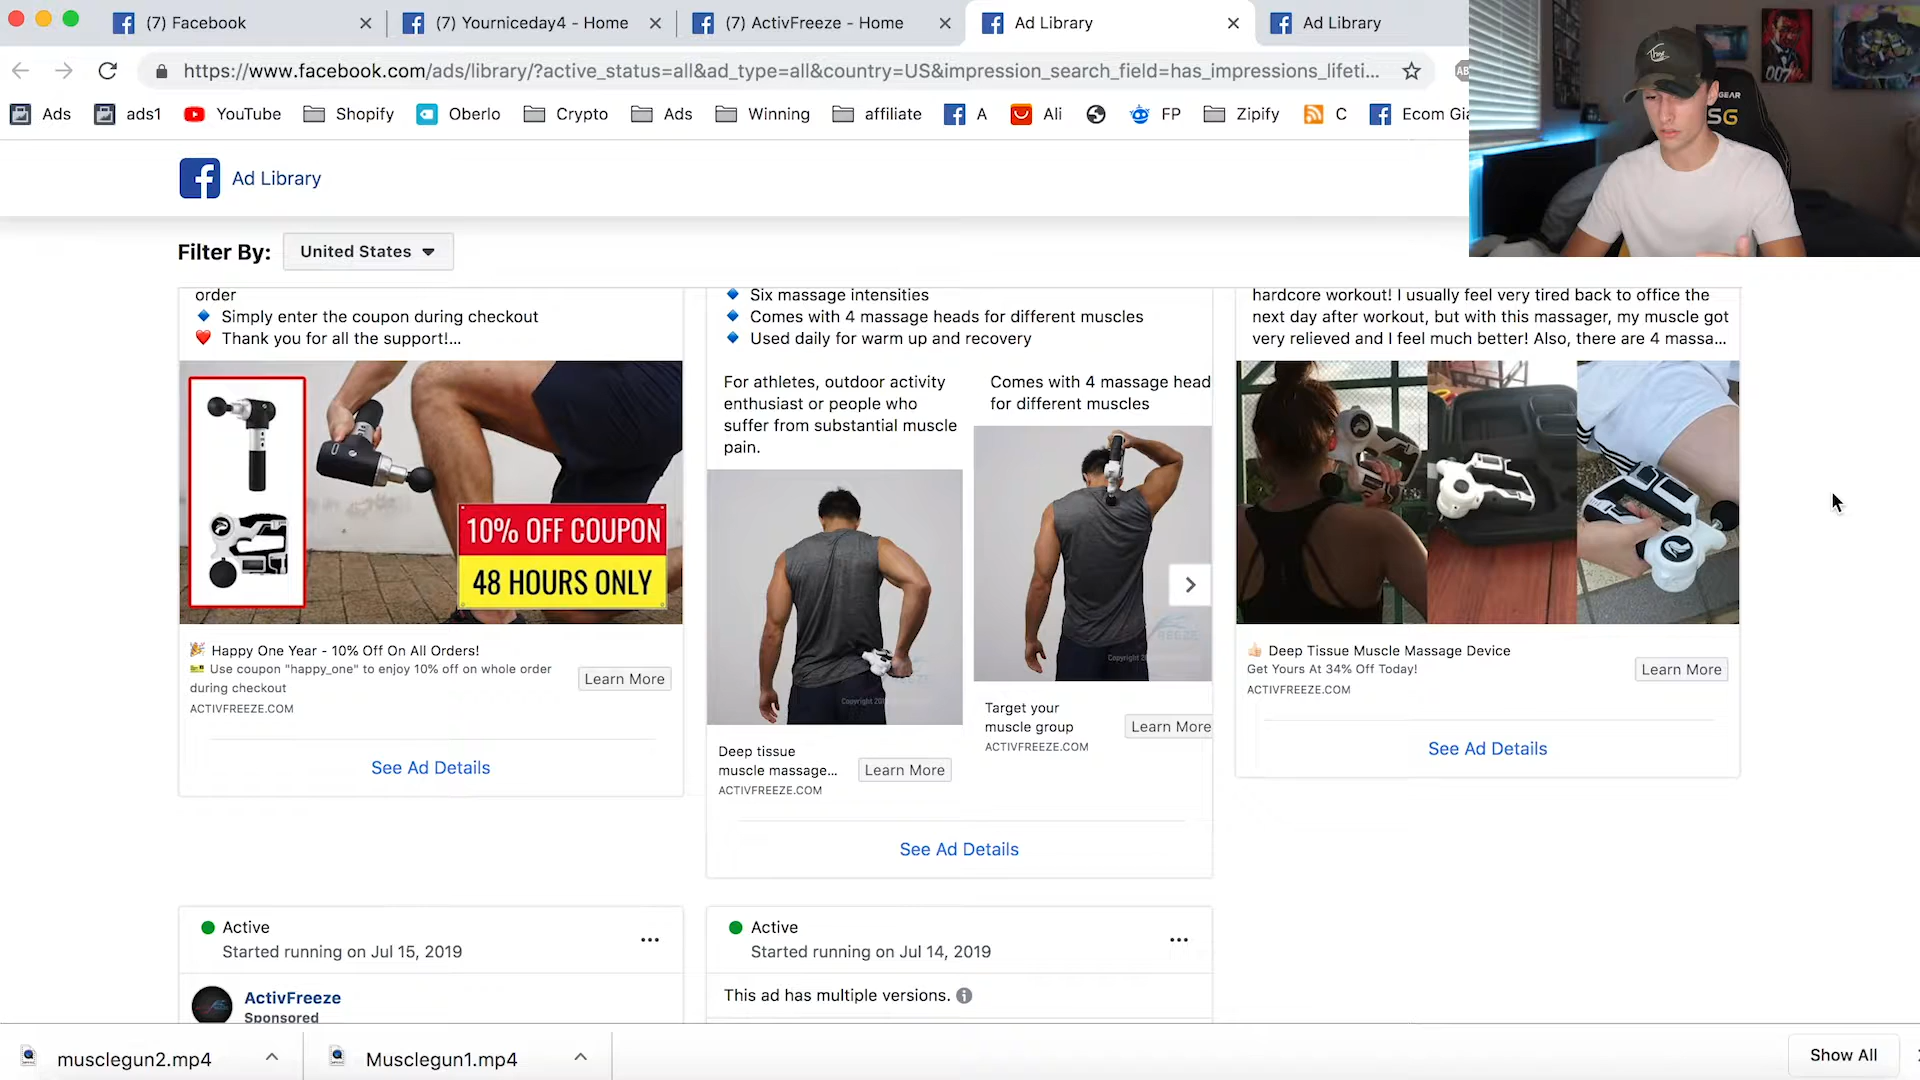 (7) Facebook
(7) Yourniceday4 - Home
(7) ActivFreeze - Home
Ad Library
Ad Library
https://www.facebook.com/ads/library/?active_status=all&ad_type=all&country=US&impression_search_field=has_impressions_lifeti...
Ads
ads1
YouTube
Shopify
Oberlo
Crypto
Ads
Winning
affiliate
A
Ali
FP
Zipify
C
Ecom Gia
007
GEAR
SG
Ad Library
Filter By:
United States
order
Simply enter the coupon during checkout
Thank you for all the support!...
10% OFF COUPON
48 HOURS ONLY
Happy One Year - 10% Off On All Orders!
Use coupon "happy_one" to enjoy 10% off on whole order
during checkout
ACTIVFREEZE.COM
Learn More
See Ad Details
Six massage intensities
Comes with 4 massage heads for different muscles
Used daily for warm up and recovery
For athletes, outdoor activity
enthusiast or people who
suffer from substantial muscle
pain.
Deep tissue
muscle massage...
ACTIVFREEZE.COM
Learn More
Comes with 4 massage head
for different muscles
Target your
muscle group
ACTIVFREEZE.COM
Learn More
See Ad Details
hardcore workout! I usually feel very tired back to office the
next day after workout, but with this massager, my muscle got
very relieved and I feel much better! Also, there are 4 massa...
Deep Tissue Muscle Massage Device
Get Yours At 34% Off Today!
ACTIVFREEZE.COM
Learn More
See Ad Details
Active
Started running on Jul 15, 2019
ActivFreeze
Sponsored
Active
Started running on Jul 14, 2019
This ad has multiple versions.
musclegun2.mp4
Musclegun1.mp4
Show All